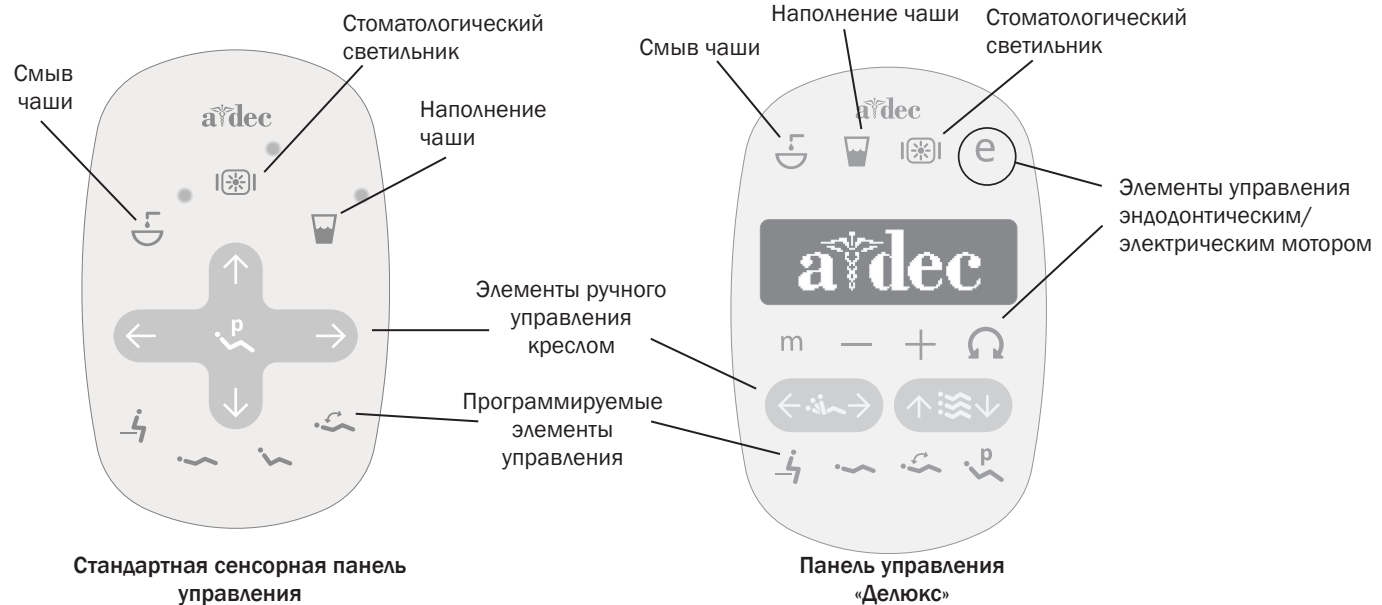 Стоматологический
светильник
Смыв
чаши
Наполнение
чаши
a dec
p
Стандартная сенсорная панель
управления
Элементы ручного
управления
креслом
Программируемые
элементы
управления
Наполнение чаши
Стоматологический
светильник
Смыв чаши
a dec
e
Элементы управления
эндодонтическим/
электрическим мотором
a dec
m − +
p
Панель управления
«Делюкс»